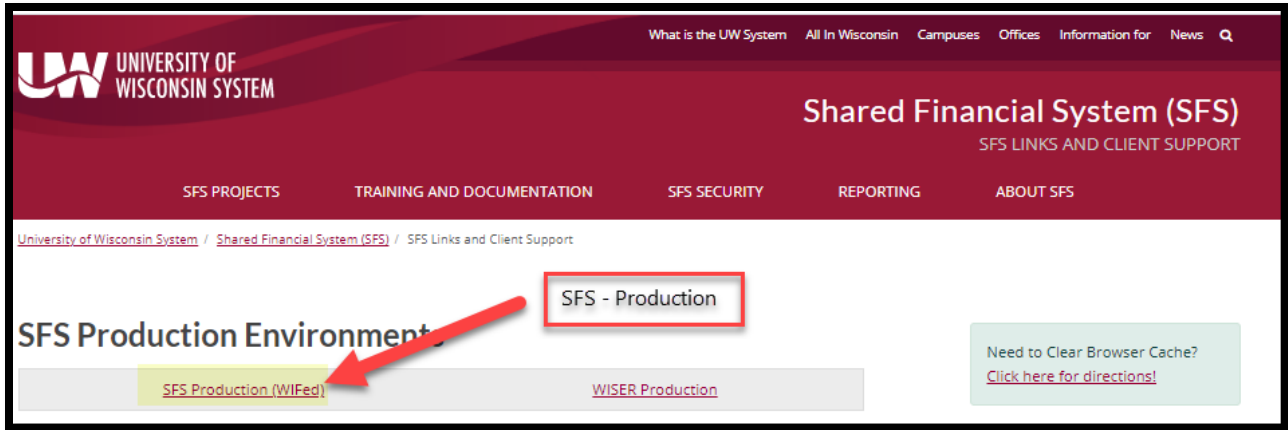 What is the UW System All In Wisconsin Campuses Offices Information for News
UW UNIVERSITY OF
WISCONSIN SYSTEM
Shared Financial System (SFS)
SFS LINKS AND CLIENT SUPPORT
SFS PROJECTS TRAINING AND DOCUMENTATION SFS SECURITY REPORTING ABOUT SFS
University of Wisconsin System / Shared Financial System (SFS) / SFS Links and Client Support
SFS - Production
SFS Production Environments
Need to Clear Browser Cache?
Click here for directions!
SFS Production (WIFed) WISER Production